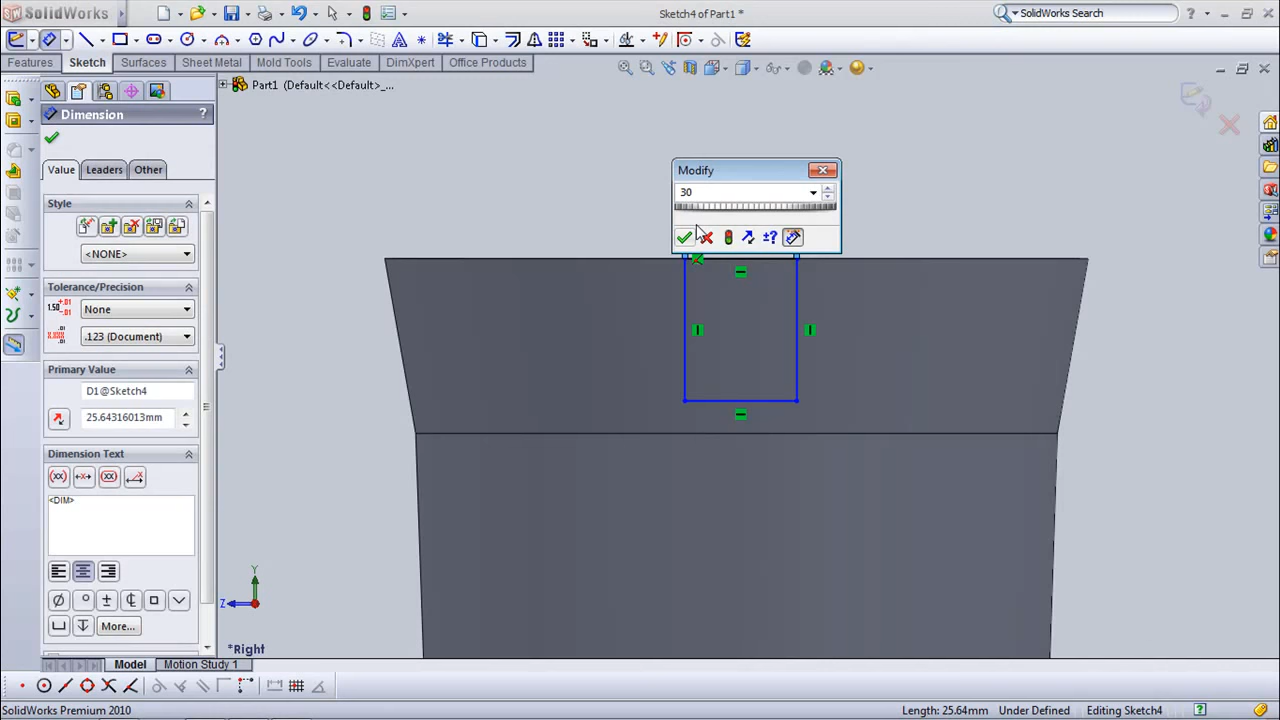 SolidWorks
Sketch4 of Part1 *
SolidWorks Search
Features Sketch Surfaces Sheet Metal Mold Tools Evaluate DimXpert Office Products
Part1 (Default<<Default>_...
Dimension ?
Value Leaders Other
Style
<NONE>
Tolerance/Precision
None
.123 (Document)
Primary Value
D1@Sketch4
25.64316013mm
Dimension Text
<DIM>
More...
Modify
30
±?
Y
Z
*Right
Model Motion Study 1
SolidWorks Premium 2010 Length: 25.64mm Under Defined Editing Sketch4